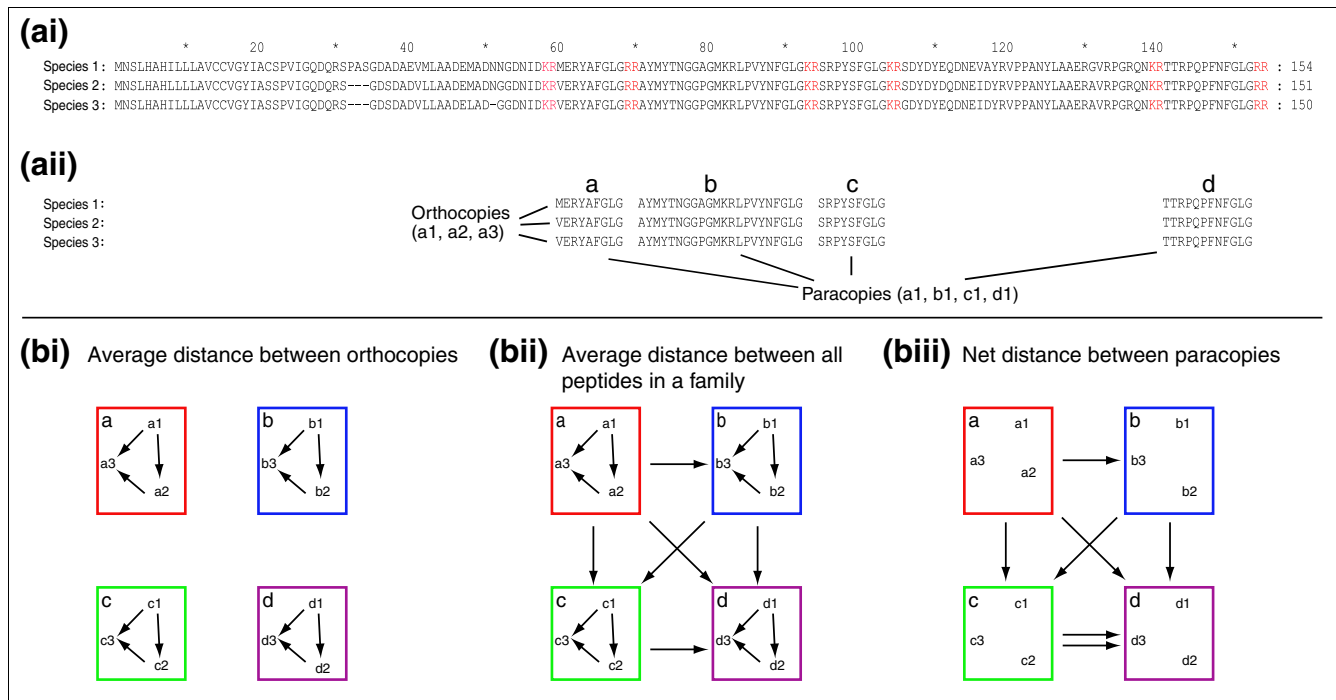 (ai)
* 20 * 40 * 60 * 80 * 100 * 120 * 140 *
Species 1: MNSLHAHILLLAVCCVGYIACSPVIGQDQRSPASGDADAEVMLAADEMADNNGDNIDKRMERYAFGLGRRAYMYTNGGAGMKRLPVYNFGLGKRSRPYSFGLGKRSDYDYEQDNEVAYRVPPANYLAAERGVRPGRQNKRTTRPQPFNFGLGRR : 154
Species 2: MNSLHAHLLLLAVCCVGYIASSPVIGQDQRS---GDSDADVLLAADEMADNGGDNIDKRVERYAFGLGRRAYMYTNGGPGMKRLPVYNFGLGKRSRPYSFGLGKRSDYDYDQDNEIDYRVPPANYLAAERAVRPGRQNKRTTRPQPFNFGLGRR : 151
Species 3: MNSLHAHLLLLAVCCVGYIASSPVIGQDQRS---GDSDADVLLAADELAD-GGDNIDKRVERYAFGLGRRAYMYTNGGPGMKRLPVYNFGLGKRSRPYSFGLGKRGDYDYDQDNEIDYRVPPANYLAAERAVRPGRQNKRTTRPQPFNFGLGRR : 150
(aii)
a b c d
Species 1: MERYAFGLG AYMYTNGGAGMKRLPVYNFGLG SRPYSFGLG TTRPQPFNFGLG
Species 2: VERYAFGLG AYMYTNGGPGMKRLPVYNFGLG SRPYSFGLG TTRPQPFNFGLG
Species 3: VERYAFGLG AYMYTNGGPGMKRLPVYNFGLG SRPYSFGLG TTRPQPFNFGLG
Orthocopies
(a1, a2, a3)
Paracopies (a1, b1, c1, d1)
(bi) Average distance between orthocopies
a a1 a3 a2
b b1 b3 b2
c c1 c3 c2
d d1 d3 d2
(bii) Average distance between all
peptides in a family
a a1 a3 a2
b b1 b3 b2
c c1 c3 c2
d d1 d3 d2
(biii) Net distance between paracopies
a a1 a3 a2
b b1 b3 b2
c c1 c3 c2
d d1 d3 d2